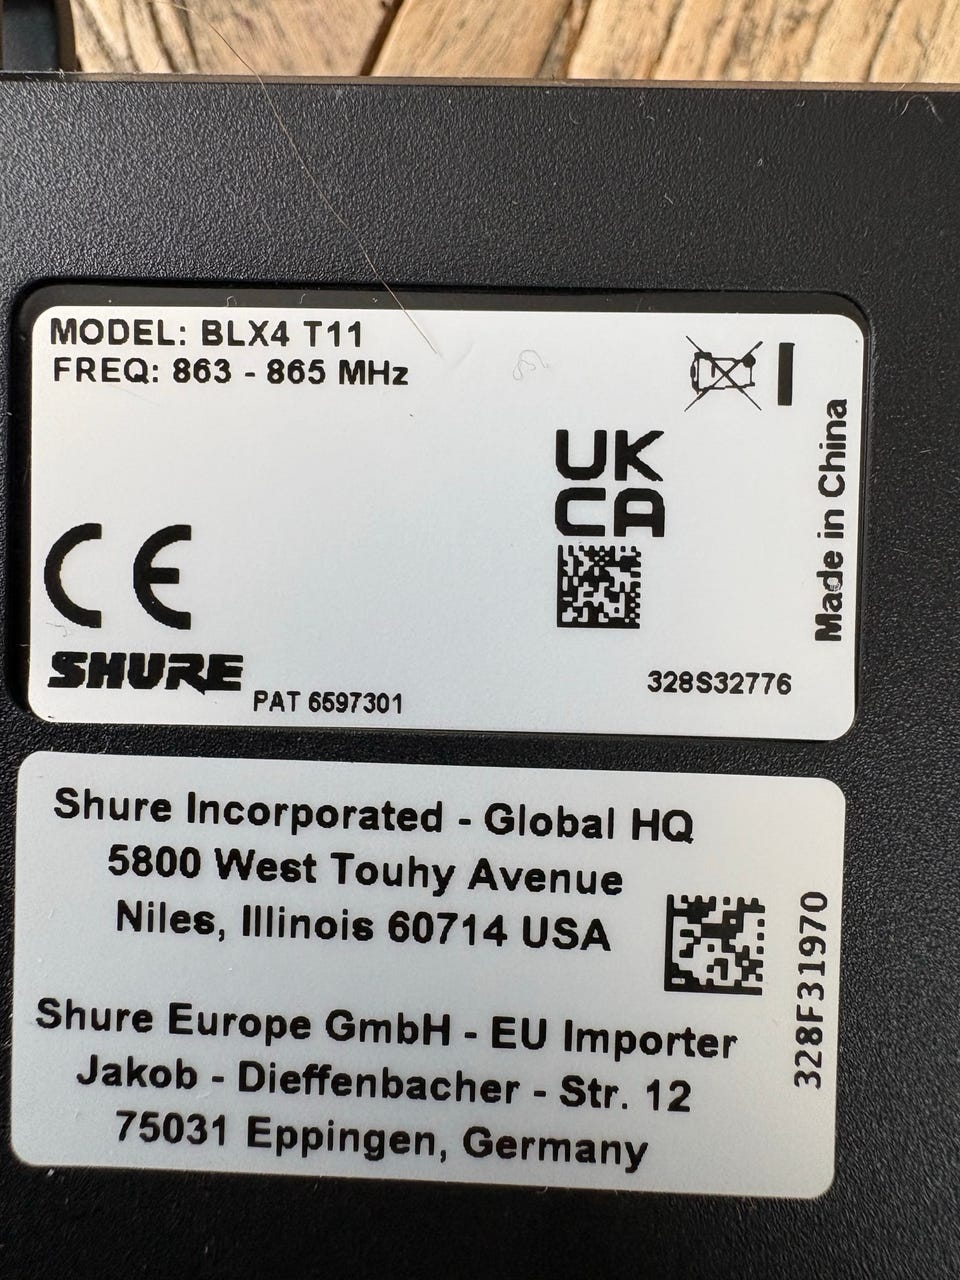 MODEL: BLX4 T11
FREQ: 863 - 865 MHz
UK
CA
Made in China
CE
SHURE
PAT 6597301
328S32776
Shure Incorporated - Global HQ
5800 West Touhy Avenue
Niles, Illinois 60714 USA
328F31970
Shure Europe GmbH - EU Importer
Jakob - Dieffenbacher - Str. 12
75031 Eppingen, Germany